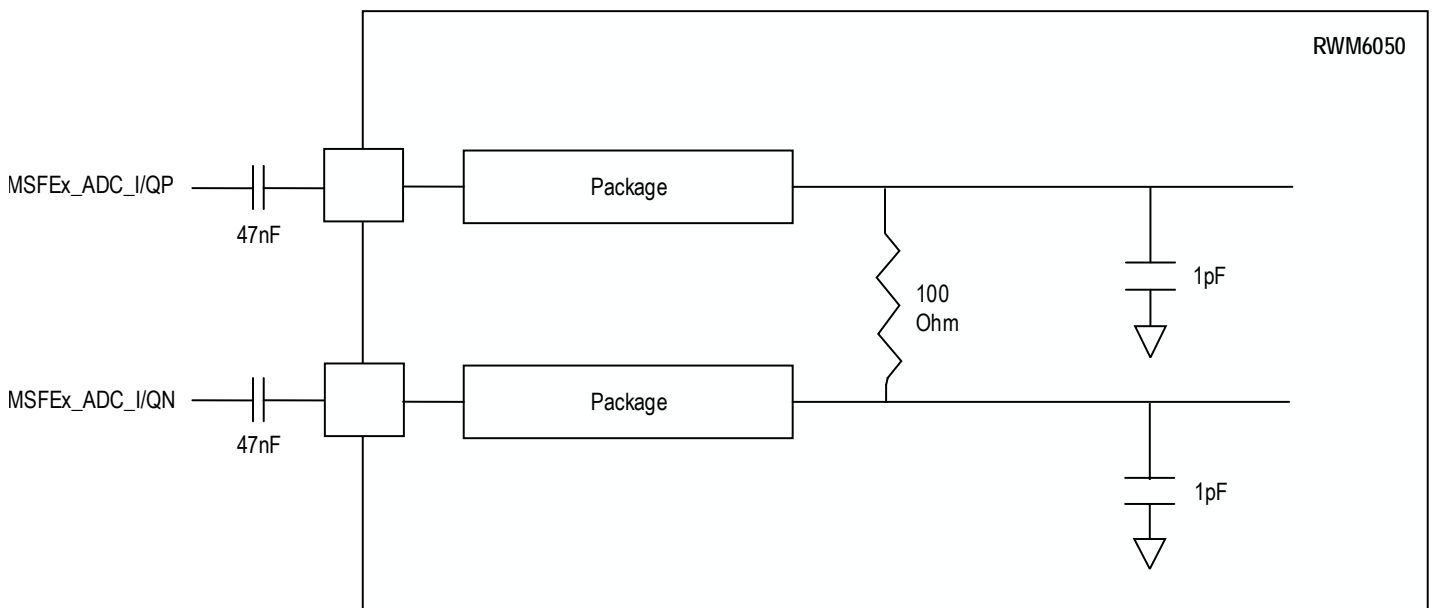 RWM6050
MSFEx_ADC_I/QP
Package
47nF
1pF
100
Ohm
MSFEx_ADC_I/QN
Package
47nF
1pF